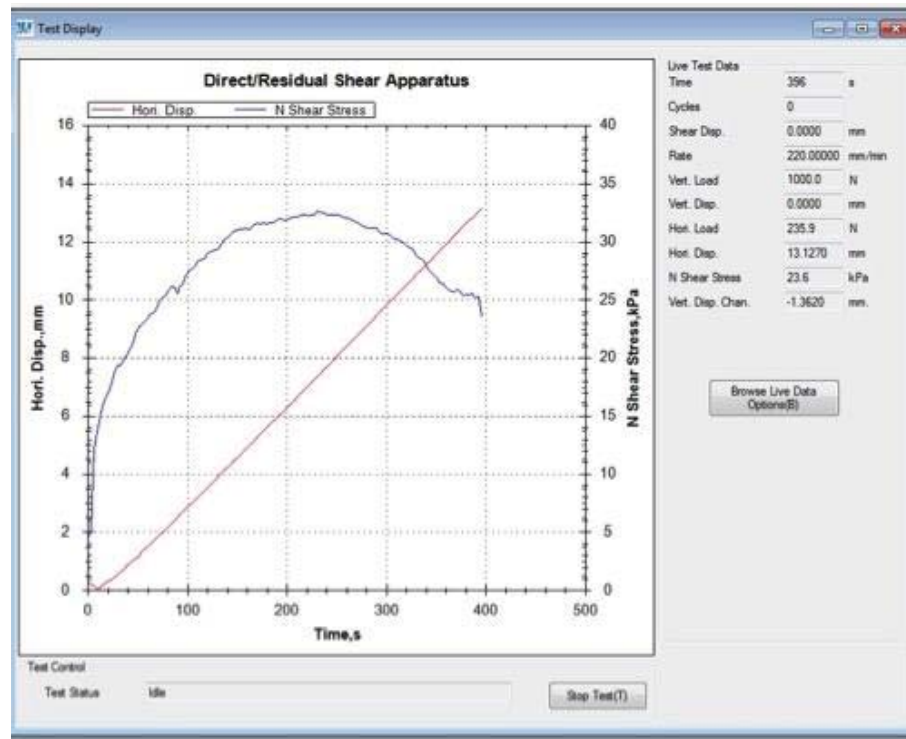 Test Display
Direct/Residual Shear Apparatus
Hori. Disp. N Shear Stress
16 14 12 10 8 6 4 2 0
Hori. Disp.,mm
40 35 30 25 20 15 10 5 0
N Shear Stress,kPa
0 100 200 300 400 500
Time,s
Live Test Data
Time 396 s
Cycles 0
Shear Disp. 0.0000 mm
Rate 220.00000 mm/min
Vert. Load 1000.0 N
Vert. Disp. 0.0000 mm
Hori. Load 235.9 N
Hori. Disp. 13.1270 mm
N Shear Stress 23.6 kPa
Vert. Disp. Chan. -1.3620 mm.
Browse Live Data
Options(B)
Test Control
Test Status Idle
Stop Test(T)